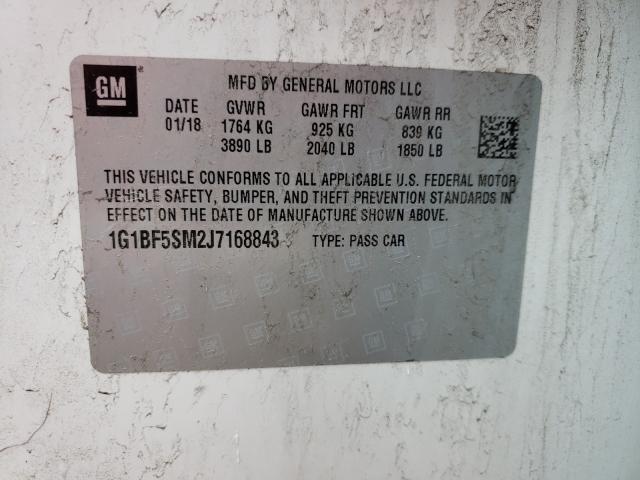 GM
MFD BY GENERAL MOTORS LLC
DATE GVWR GAWR FRT GAWR RR
01/18 1764 KG 925 KG 839 KG
3890 LB 2040 LB 1850 LB
THIS VEHICLE CONFORMS TO ALL APPLICABLE U.S. FEDERAL MOTOR
VEHICLE SAFETY, BUMPER, AND THEFT PREVENTION STANDARDS IN
EFFECT ON THE DATE OF MANUFACTURE SHOWN ABOVE.
1G1BF5SM2J7168843 TYPE: PASS CAR